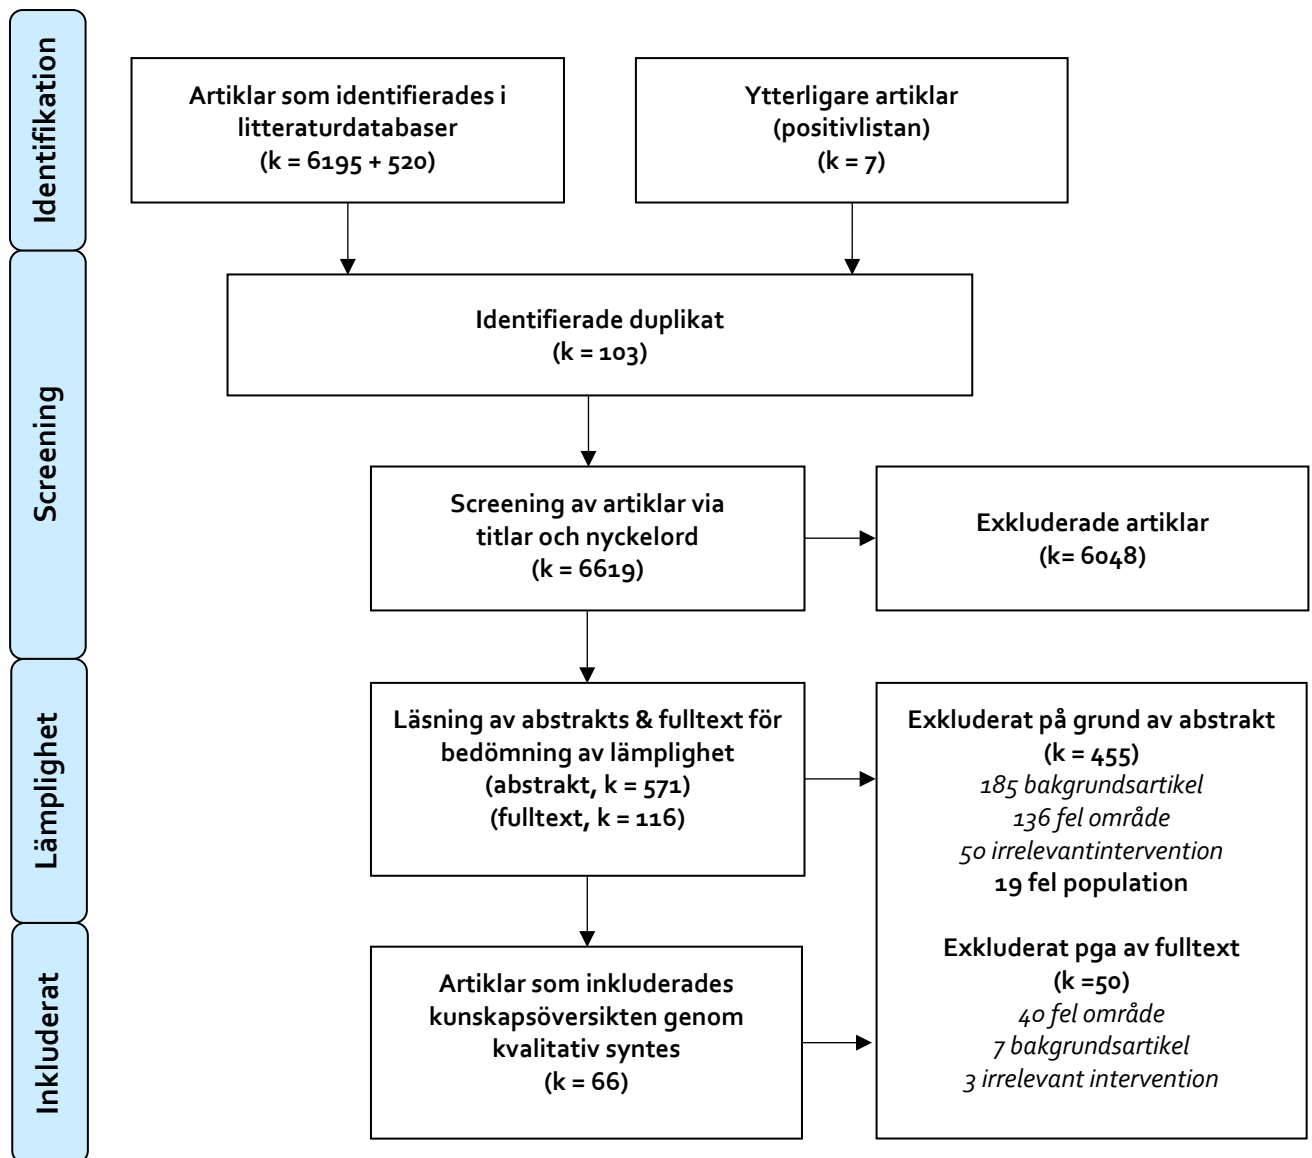 Identifikation
Artiklar som identifierades i
litteraturdatabaser
(k = 6195 + 520)
Ytterligare artiklar
(positivlistan)
(k = 7)
Screening
Identifierade duplikat
(k = 103)
Screening av artiklar via
titlar och nyckelord
(k = 6619)
Exkluderade artiklar
(k= 6048)
Lämplighet
Läsning av abstrakts & fulltext för
bedömning av lämplighet
(abstrakt, k = 571)
(fulltext, k = 116)
Exkluderat på grund av abstrakt
(k = 455)
185 bakgrundsartikel
136 fel område
50 irrelevantintervention
19 fel population
Exkluderat pga av fulltext
(k =50)
40 fel område
7 bakgrundsartikel
3 irrelevant intervention
Inkluderat
Artiklar som inkluderades
kunskapsöversikten genom
kvalitativ syntes
(k = 66)